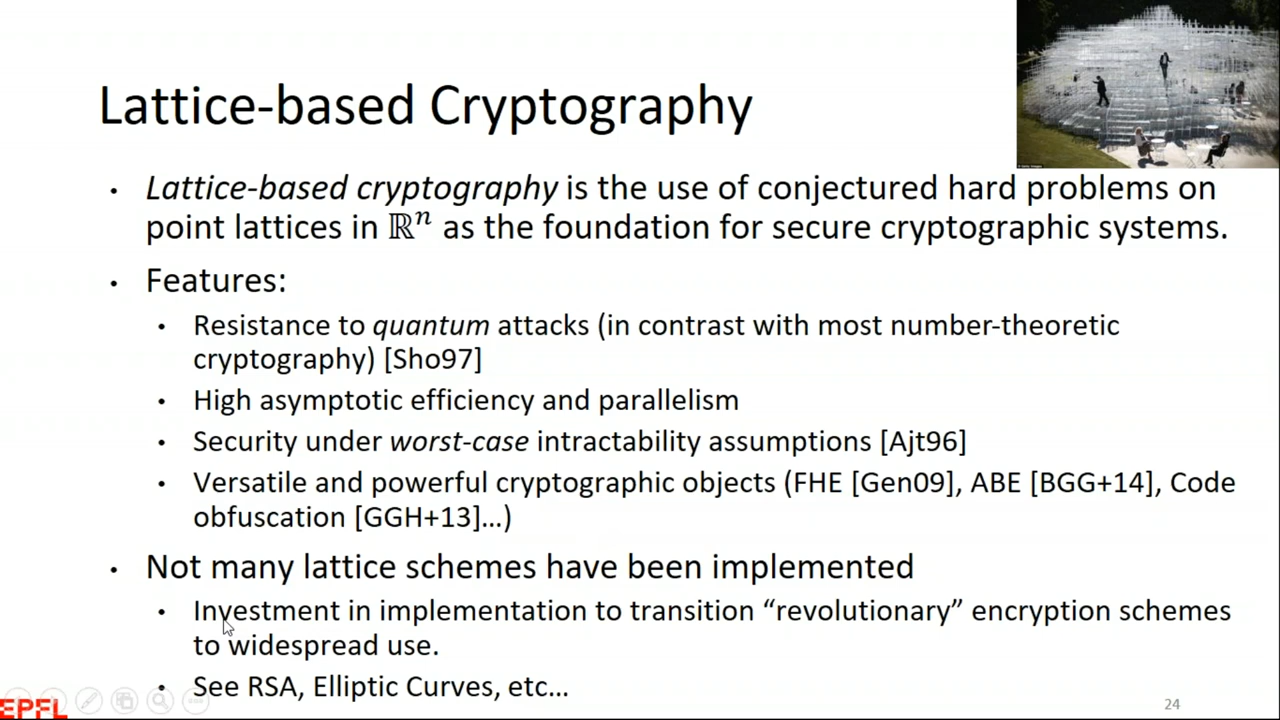 Lattice-based Cryptography
• Lattice-based cryptography is the use of conjectured hard problems on
point lattices in ℝⁿ as the foundation for secure cryptographic systems.
• Features:
• Resistance to quantum attacks (in contrast with most number-theoretic
cryptography) [Sho97]
• High asymptotic efficiency and parallelism
• Security under worst-case intractability assumptions [Ajt96]
• Versatile and powerful cryptographic objects (FHE [Gen09], ABE [BGG+14], Code
obfuscation [GGH+13]…)
• Not many lattice schemes have been implemented
• Investment in implementation to transition “revolutionary” encryption schemes
to widespread use.
• See RSA, Elliptic Curves, etc…
EPFL
24